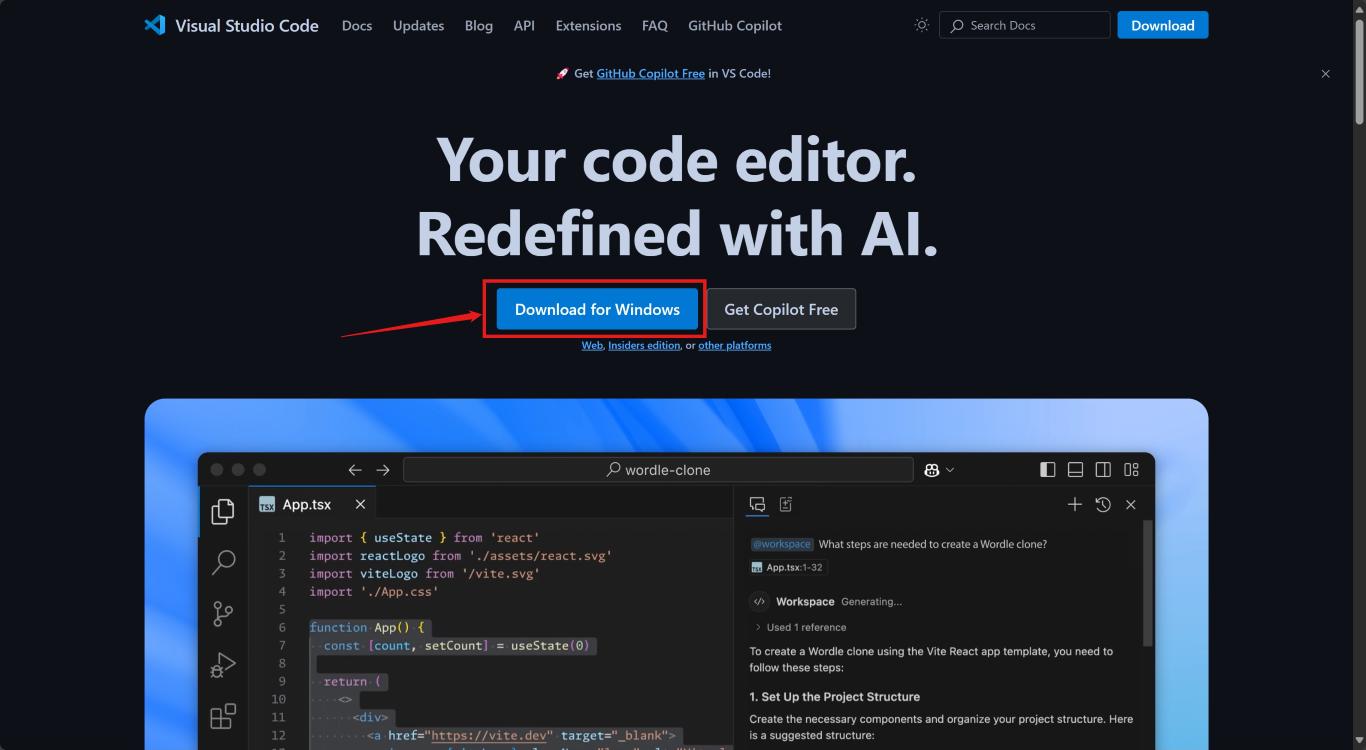 Visual Studio Code Docs Updates Blog API Extensions FAQ GitHub Copilot Search Docs Download
🚀 Get GitHub Copilot Free in VS Code!
Your code editor.
Redefined with AI.
Download for Windows Get Copilot Free
Web, Insiders edition, or other platforms
wordle-clone
TSX App.tsx
1 import { useState } from 'react'
2 import reactLogo from './assets/react.svg'
3 import viteLogo from '/vite.svg'
4 import './App.css'
5
6 function App() {
7 const [count, setCount] = useState(0)
8
9 return (
10 <>
11 <div>
12 <a href="https://vite.dev" target="_blank">
@workspace What steps are needed to create a Wordle clone?
TSX App.tsx:1-32
Workspace Generating...
Used 1 reference
To create a Wordle clone using the Vite React app template, you need to
follow these steps:
1. Set Up the Project Structure
Create the necessary components and organize your project structure. Here
is a suggested structure: